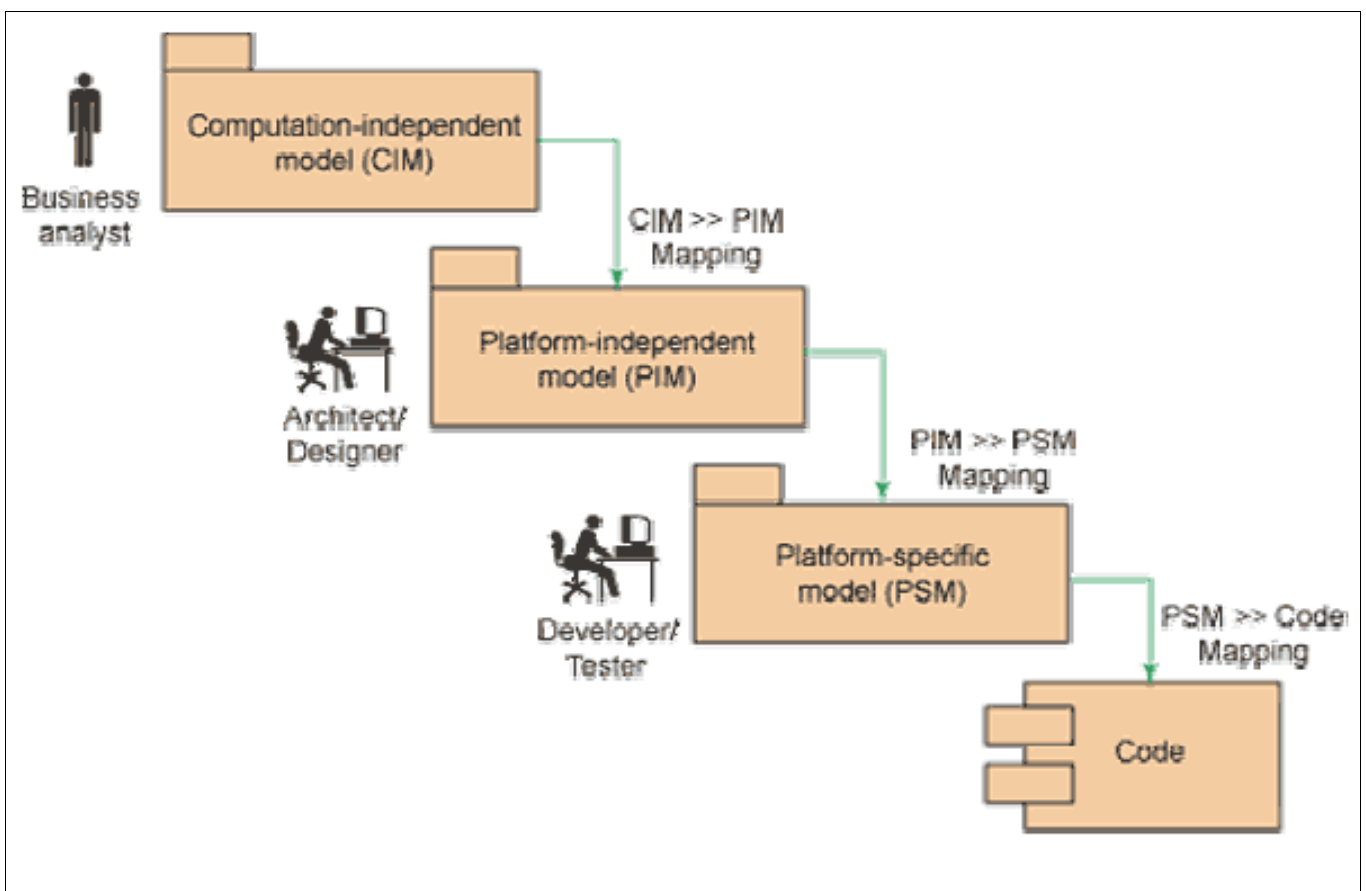 Computation-independent
model (CIM)
Business
analyst
CIM >> PIM
Mapping
Platform-independent
model (PIM)
Architect/
Designer
PIM >> PSM
Mapping
Platform-specific
model (PSM)
Developer/
Tester
PSM >> Code
Mapping
Code